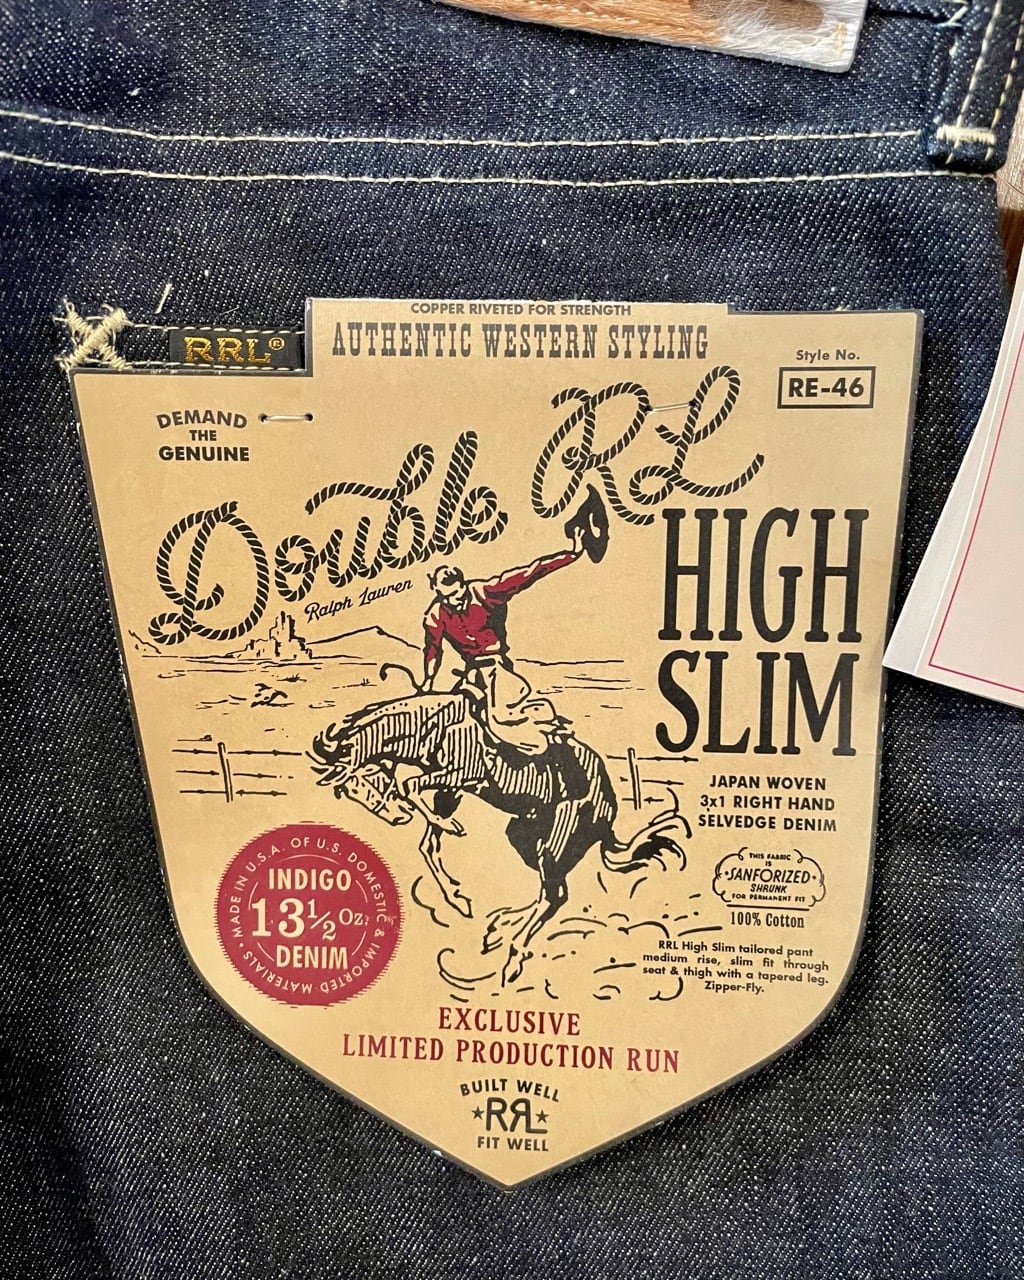 COPPER RIVETED FOR STRENGTH
AUTHENTIC WESTERN STYLING
RRL®
Style No.
RE-46
DEMAND
THE
GENUINE
Double RL
Ralph Lauren
HIGH
SLIM
JAPAN WOVEN
3x1 RIGHT HAND
SELVEDGE DENIM
THIS FABRIC
IS
SANFORIZED
SHRUNK
FOR PERMANENT FIT
100% Cotton
RRL High Slim tailored pant
medium rise, slim fit through
seat & thigh with a tapered leg.
Zipper-Fly.
MADE IN U.S.A. OF U.S. DOMESTIC & IMPORTED MATERIALS
INDIGO
13½ Oz.
DENIM
EXCLUSIVE
LIMITED PRODUCTION RUN
BUILT WELL
RRL
FIT WELL